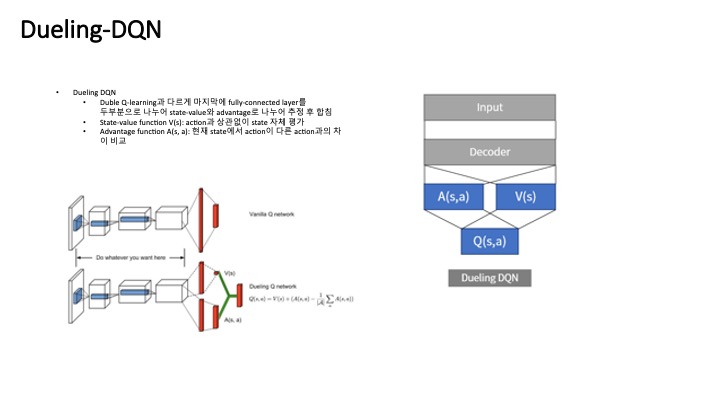 Dueling-DQN
• Dueling DQN
• Duble Q-learning과 다르게 마지막에 fully-connected layer를
두부분으로 나누어 state-value와 advantage로 나누어 추정 후 합침
• State-value function V(s): action과 상관없이 state 자체 평가
• Advantage function A(s, a): 현재 state에서 action이 다른 action과의 차
이 비교
Vanilla Q network
Do whatever you want here
V(s)
Dueling Q network
Q(s,a) = V(s) + (A(s,a) − 1/|A| ∑ₐ A(s,a))
A(s, a)
Input
Decoder
A(s,a)
V(s)
Q(s,a)
Dueling DQN